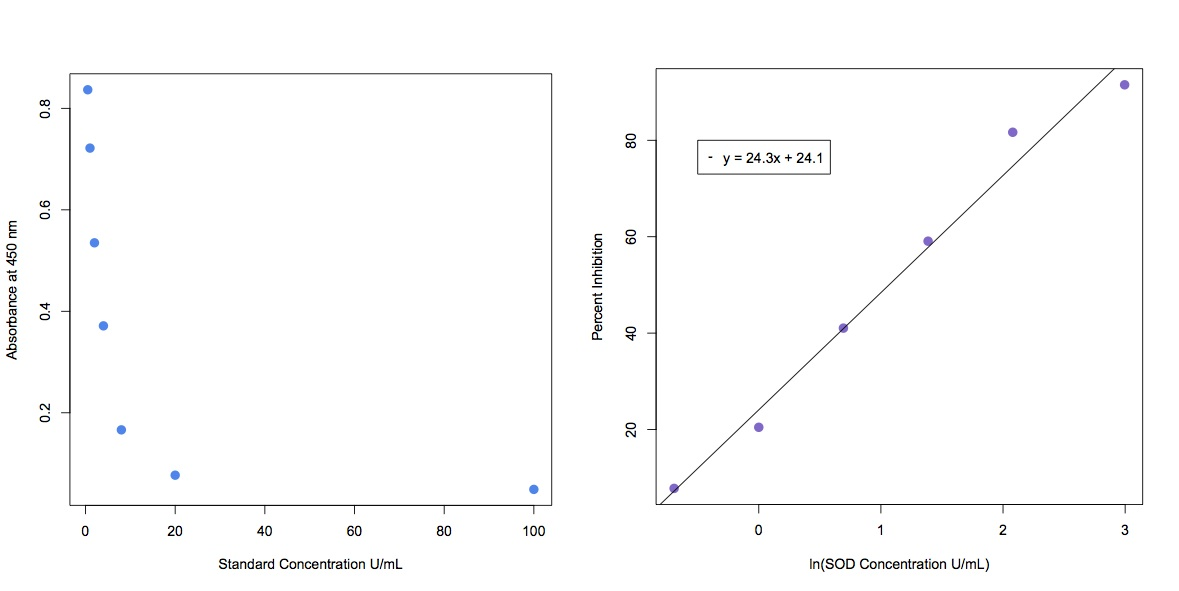 Absorbance at 450 nm
0.8
0.6
0.4
0.2
0 20 40 60 80 100
Standard Concentration U/mL
Percent Inhibition
80
60
40
20
- y = 24.3x + 24.1
0 1 2 3
ln(SOD Concentration U/mL)